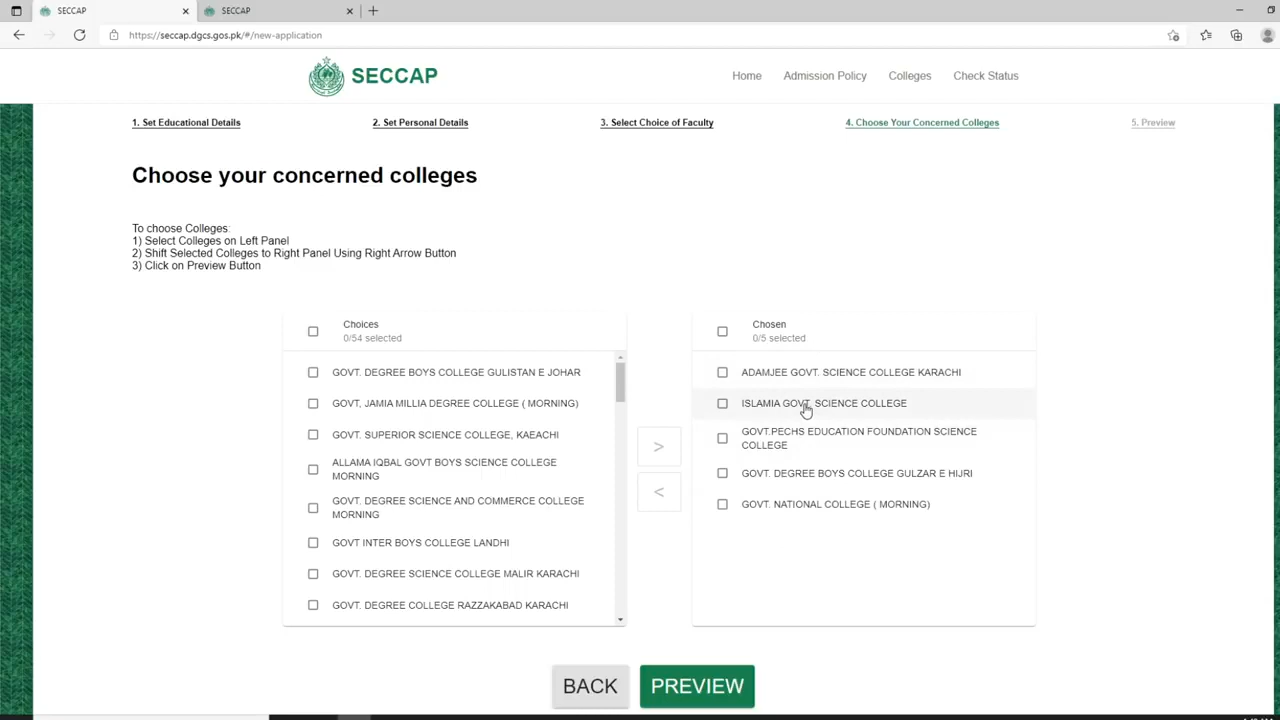 SECCAP
SECCAP
https://seccap.dgcs.gos.pk/#/new-application
SECCAP
Home
Admission Policy
Colleges
Check Status
1. Set Educational Details
2. Set Personal Details
3. Select Choice of Faculty
4. Choose Your Concerned Colleges
5. Preview
Choose your concerned colleges
To choose Colleges:
1) Select Colleges on Left Panel
2) Shift Selected Colleges to Right Panel Using Right Arrow Button
3) Click on Preview Button
Choices
0/54 selected
GOVT. DEGREE BOYS COLLEGE GULISTAN E JOHAR
GOVT, JAMIA MILLIA DEGREE COLLEGE ( MORNING)
GOVT. SUPERIOR SCIENCE COLLEGE, KAEACHI
ALLAMA IQBAL GOVT BOYS SCIENCE COLLEGE
MORNING
GOVT. DEGREE SCIENCE AND COMMERCE COLLEGE
MORNING
GOVT INTER BOYS COLLEGE LANDHI
GOVT. DEGREE SCIENCE COLLEGE MALIR KARACHI
GOVT. DEGREE COLLEGE RAZZAKABAD KARACHI
>
<
Chosen
0/5 selected
ADAMJEE GOVT. SCIENCE COLLEGE KARACHI
ISLAMIA GOVT. SCIENCE COLLEGE
GOVT.PECHS EDUCATION FOUNDATION SCIENCE
COLLEGE
GOVT. DEGREE BOYS COLLEGE GULZAR E HIJRI
GOVT. NATIONAL COLLEGE ( MORNING)
BACK
PREVIEW